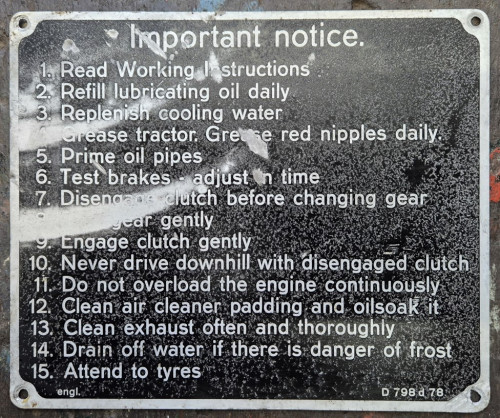 Important notice.
1. Read Working Instructions
2. Refill lubricating oil daily
3. Replenish cooling water
Grease tractor. Grease red nipples daily.
5. Prime oil pipes
6. Test brakes - adjust in time
7. Disengage clutch before changing gear
8. gear gently
9. Engage clutch gently
10. Never drive downhill with disengaged clutch
11. Do not overload the engine continuously
12. Clean air cleaner padding and oilsoak it
13. Clean exhaust often and thoroughly
14. Drain off water if there is danger of frost
15. Attend to tyres
engl.
D 798 d 78